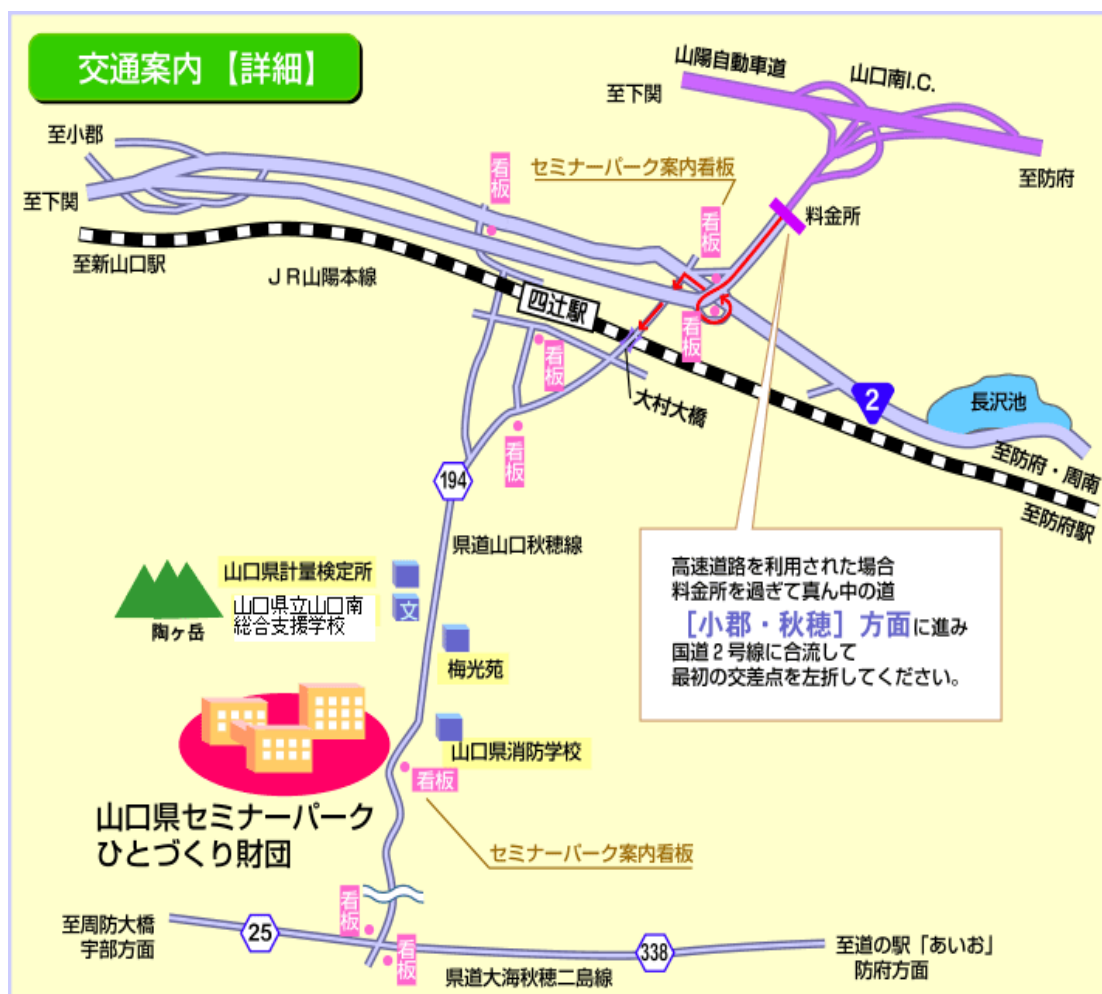 交通案内【詳細】
山陽自動車道
山口南I.C.
至下関
至防府
至小郡
至下関
看板
セミナーパーク案内看板
看板
料金所
至新山口駅
ＪＲ山陽本線
四辻駅
看板
看板
大村大橋
2
長沢池
至防府・周南
至防府駅
看板
194
県道山口秋穂線
高速道路を利用された場合
料金所を過ぎて真ん中の道
［小郡・秋穂］方面に進み
国道２号線に合流して
最初の交差点を左折してください。
山口県計量検定所
山口県立山口南
総合支援学校
文
陶ヶ岳
梅光苑
山口県消防学校
看板
山口県セミナーパーク
ひとづくり財団
セミナーパーク案内看板
看板
至周防大橋
宇部方面
25
看板
338
県道大海秋穂二島線
至道の駅「あいお」
防府方面